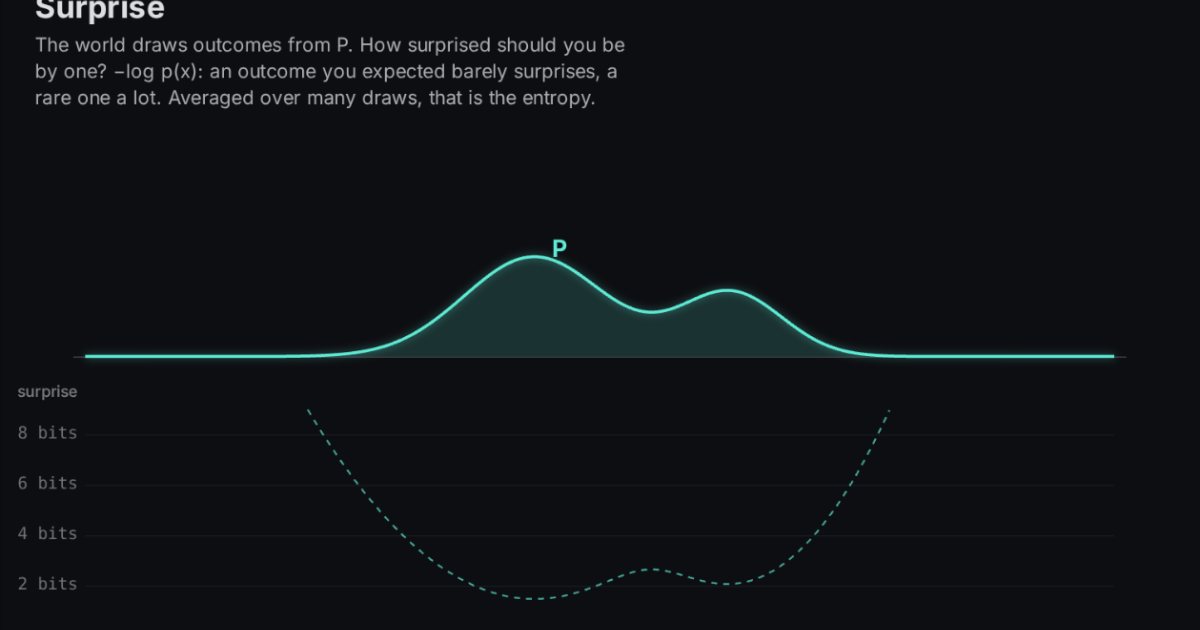 Surprise
The world draws outcomes from P. How surprised should you be
by one? −log p(x): an outcome you expected barely surprises, a
rare one a lot. Averaged over many draws, that is the entropy.
P
surprise
8 bits
6 bits
4 bits
2 bits